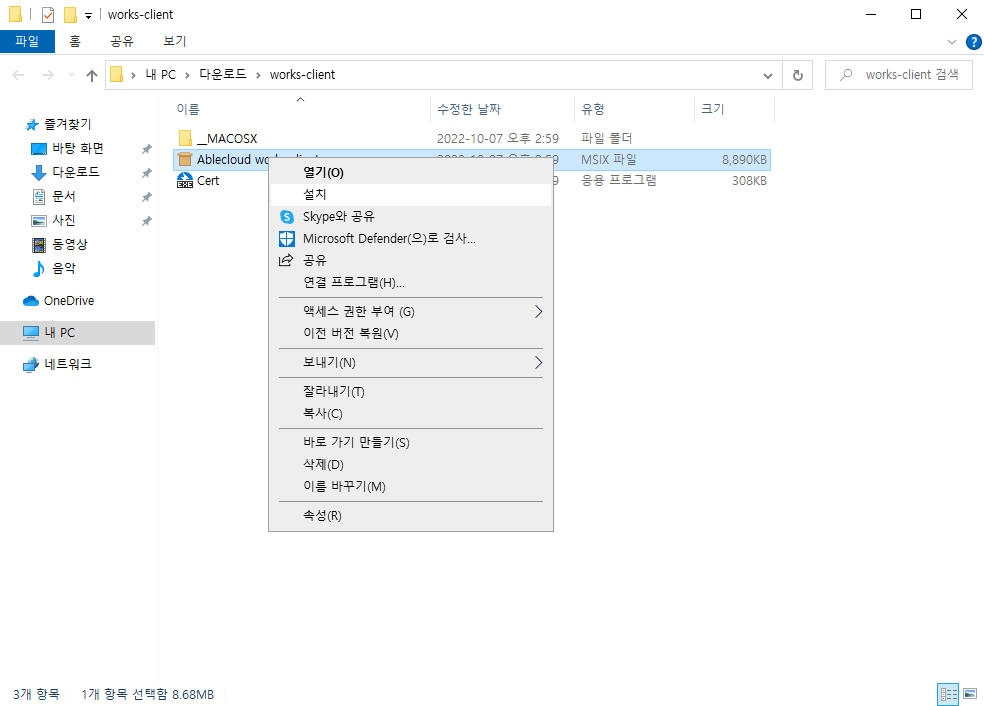 works-client
파일 홈 공유 보기
내 PC 다운로드 works-client
works-client 검색
이름 수정한 날짜 유형 크기
즐겨찾기
바탕 화면
다운로드
문서
사진
동영상
음악
OneDrive
내 PC
네트워크
__MACOSX 2022-10-07 오후 2:59 파일 폴더
Ablecloud MSIX 파일 8,890KB
Cert 응용 프로그램 308KB
열기(O)
설치
Skype와 공유
Microsoft Defender(으)로 검사...
공유
연결 프로그램(H)...
액세스 권한 부여 (G)
이전 버전 복원(V)
보내기(N)
잘라내기(T)
복사(C)
바로 가기 만들기(S)
삭제(D)
이름 바꾸기(M)
속성(R)
3개 항목 1개 항목 선택함 8.68MB